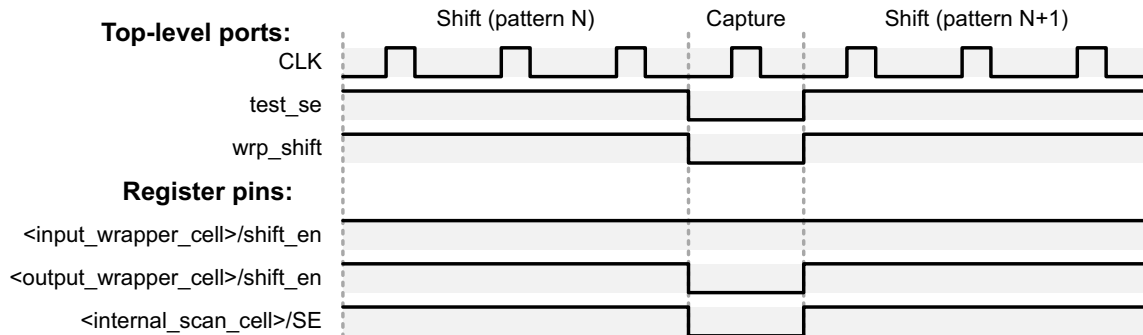 Shift (pattern N) Capture Shift (pattern N+1)
Top-level ports:
CLK
test_se
wrp_shift
Register pins:
<input_wrapper_cell>/shift_en
<output_wrapper_cell>/shift_en
<internal_scan_cell>/SE